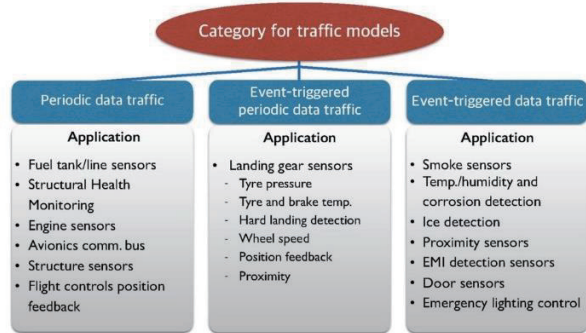 Category for traffic models
Periodic data traffic
Application
• Fuel tank/line sensors
• Structural Health
Monitoring
• Engine sensors
• Avionics comm. bus
• Structure sensors
• Flight controls position
feedback
Event-triggered
periodic data traffic
Application
• Landing gear sensors
- Tyre pressure
- Tyre and brake temp.
- Hard landing detection
- Wheel speed
- Position feedback
- Proximity
Event-triggered data traffic
Application
• Smoke sensors
• Temp./humidity and
corrosion detection
• Ice detection
• Proximity sensors
• EMI detection sensors
• Door sensors
• Emergency lighting control